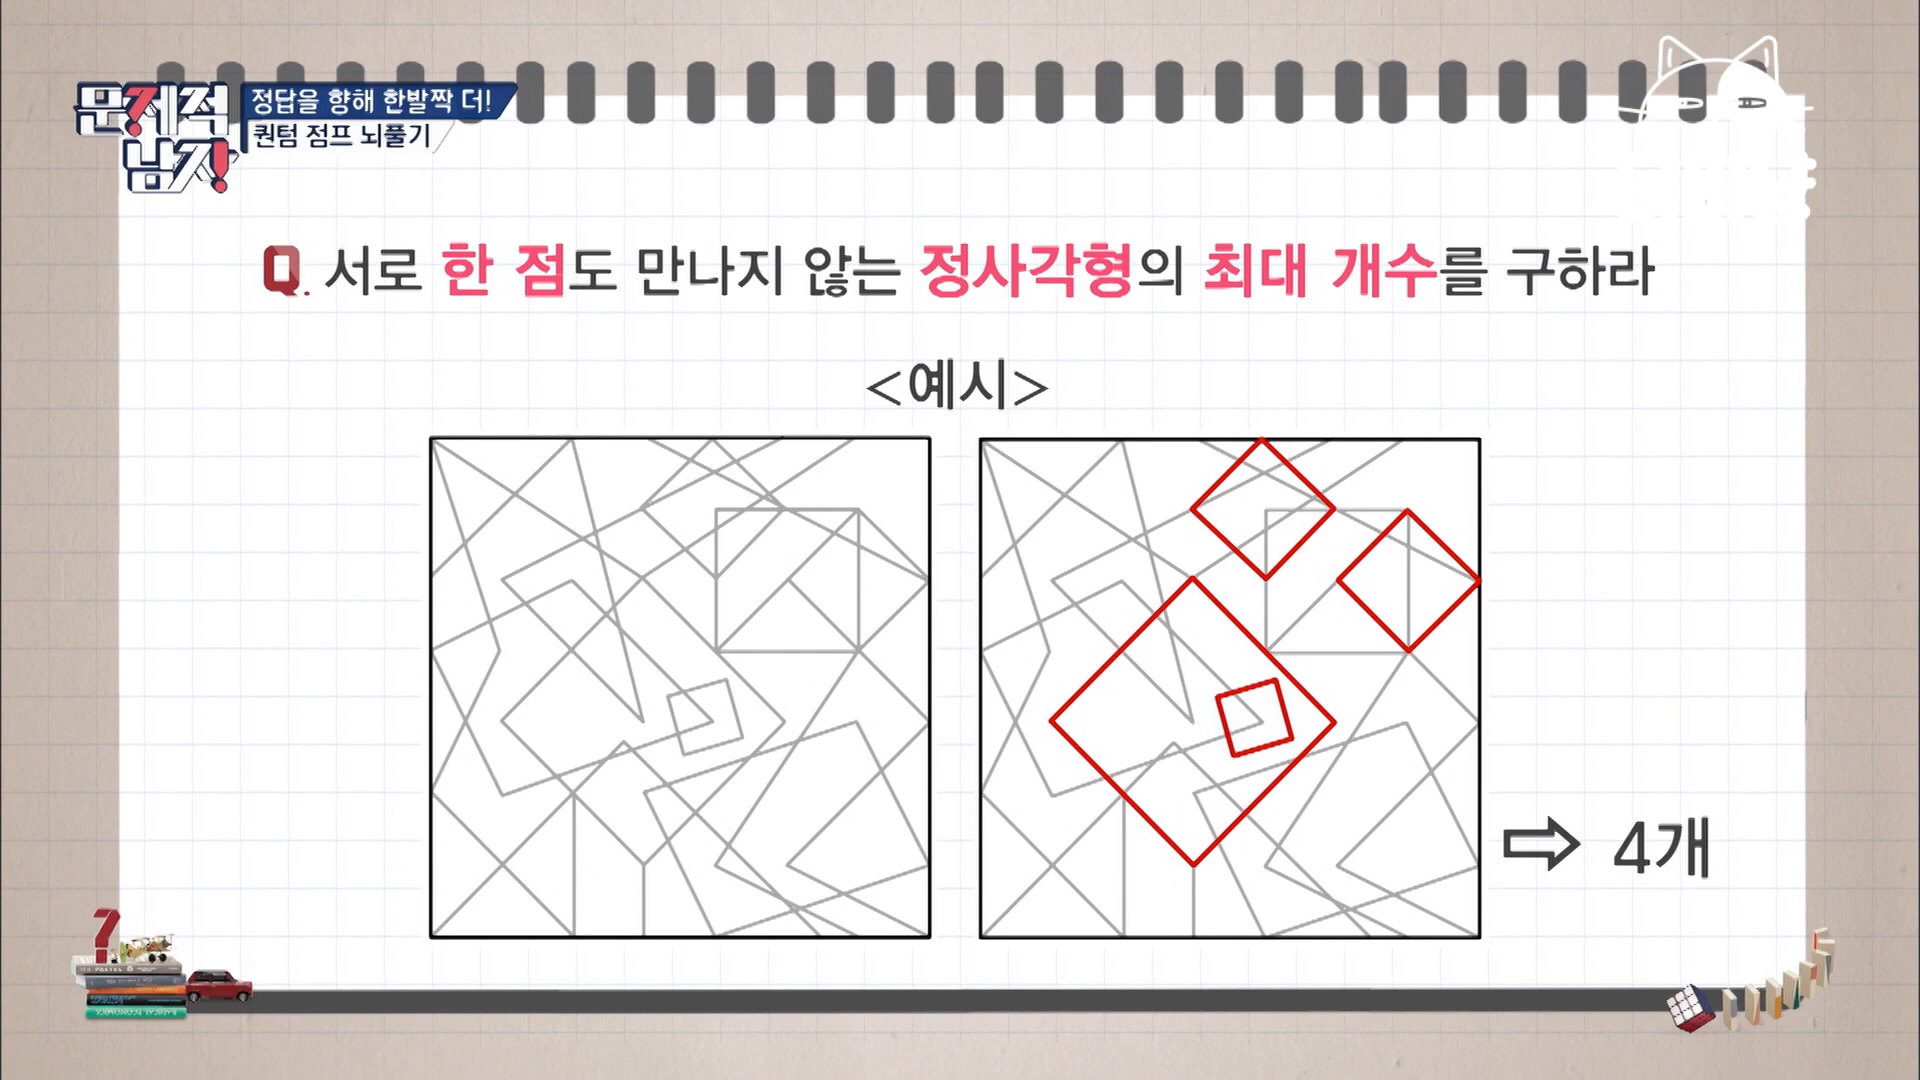 문제적
남자!
정답을 향해 한발짝 더!
퀀텀 점프 뇌풀기
Q. 서로 한 점도 만나지 않는 정사각형의 최대 개수를 구하라
<예시>
⇨ 4개